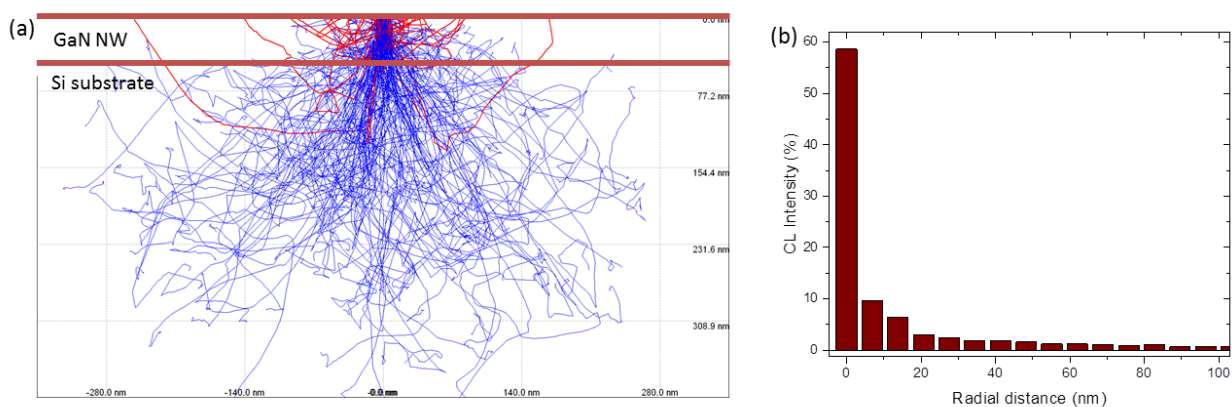 (a)
GaN NW
Si substrate
0.0 nm
77.2 nm
154.4 nm
231.6 nm
308.9 nm
-280.0 nm
-140.0 nm
140.0 nm
280.0 nm
(b)
CL Intensity (%)
60
50
40
30
20
10
0
0
20
40
60
80
100
Radial distance (nm)